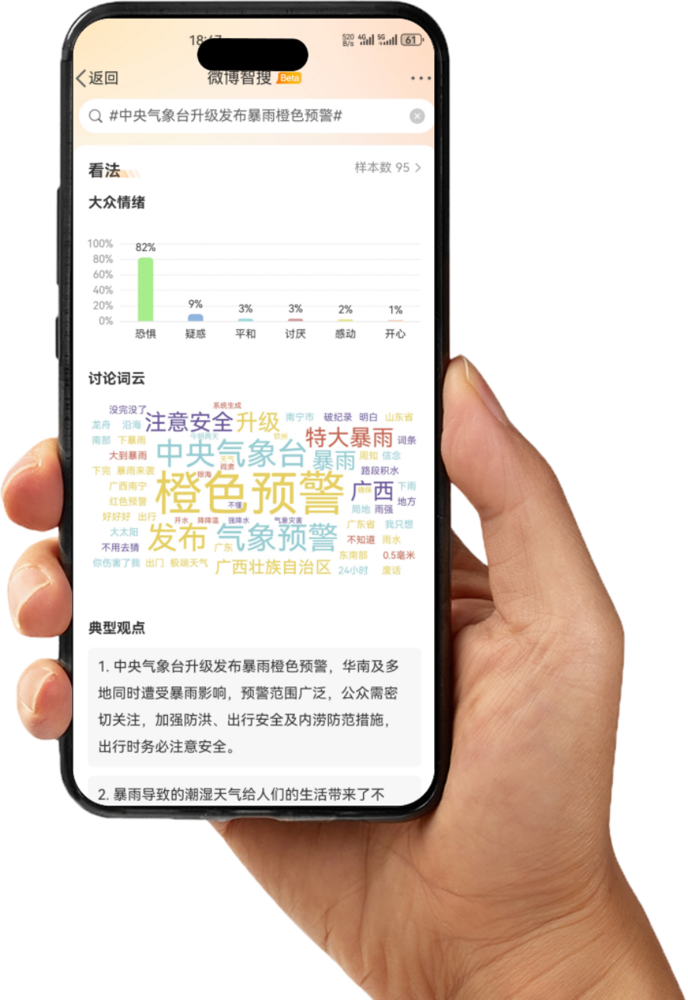 18:47
520 B/s 4G 5G 61
返回 微博智搜 Beta
#中央气象台升级发布暴雨橙色预警#
看法 样本数 95
大众情绪
100%
80%
60%
40%
20%
0%
82% 9% 3% 3% 2% 1%
恐惧 疑惑 平和 讨厌 感动 开心
讨论词云
系统生成
没完没了 注意安全 升级 南宁市 破纪录 明白 山东省
龙舟 沿海
今明两天 钦州 特大暴雨 词条
南部 下暴雨
大到暴雨 中央气象台 暴雨 周知 信念
天气
下完 暴雨来袭 银海 雨肃 路段积水
广西南宁 橙色预警 确保 广西 下雨
红色预警 不懂 局地 雨强 地方
好好好 出行 开水 降降温 强降水 气象灾害 广东省 我只想
大太阳 发布 气象预警 不知道 雨水
不用去猜 广东 东南部 0.5毫米
你伤害了我 出门 极端天气 广西壮族自治区 24小时 废话
典型观点
1. 中央气象台升级发布暴雨橙色预警，华南及多
地同时遭受暴雨影响，预警范围广泛，公众需密
切关注，加强防洪、出行安全及内涝防范措施，
出行时务必注意安全。
2. 暴雨导致的潮湿天气给人们的生活带来了不